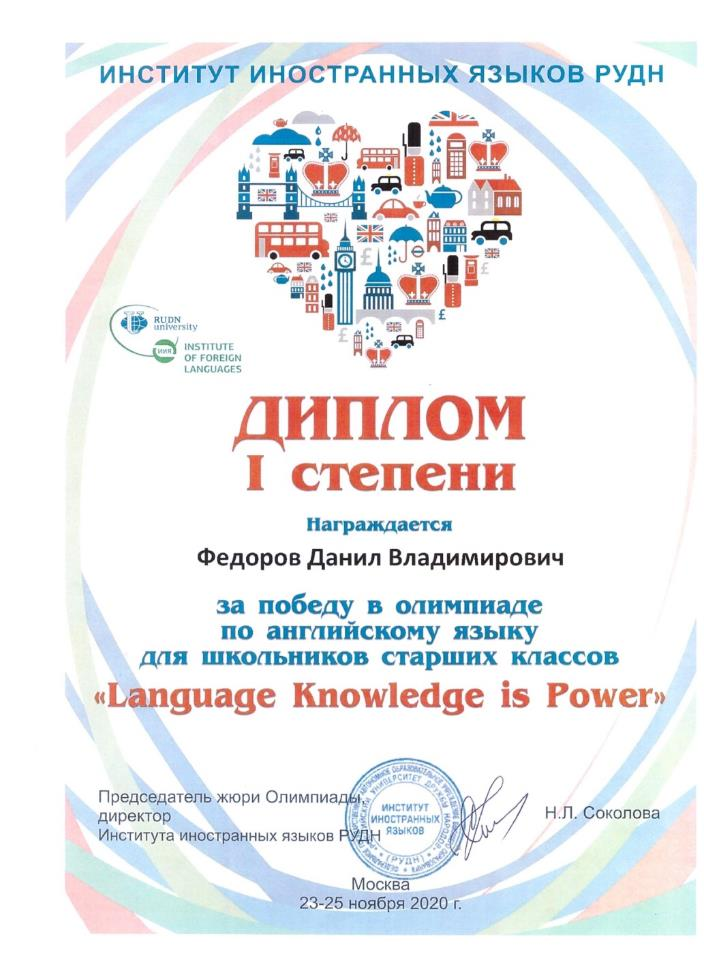 ИНСТИТУТ ИНОСТРАННЫХ ЯЗЫКОВ РУДН
RUDN
university
ИИЯ
INSTITUTE
OF FOREIGN
LANGUAGES
ДИПЛОМ
I степени
Награждается
Федоров Данил Владимирович
за победу в олимпиаде
по английскому языку
для школьников старших классов
«Language Knowledge is Power»
Председатель жюри Олимпиады,
директор
Института иностранных языков РУДН
ИНСТИТУТ
ИНОСТРАННЫХ
ЯЗЫКОВ
(РУДН)
Н.Л. Соколова
Москва
23-25 ноября 2020 г.